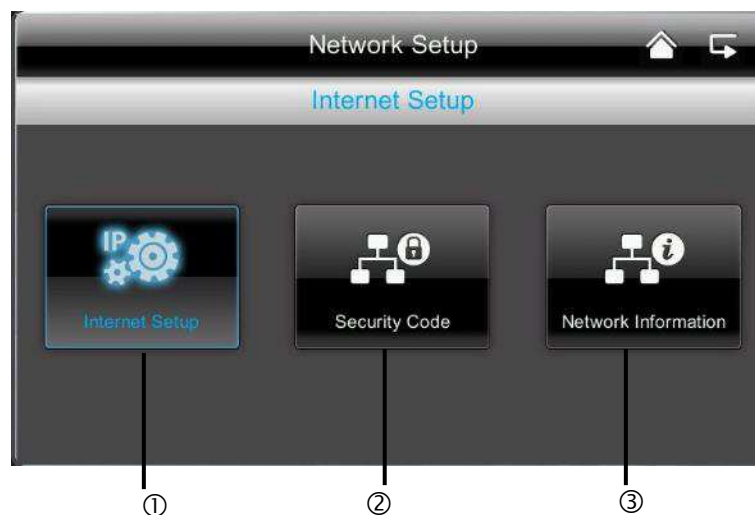 Network Setup
Internet Setup
IP
Internet Setup
Security Code
i
Network Information
① ② ③